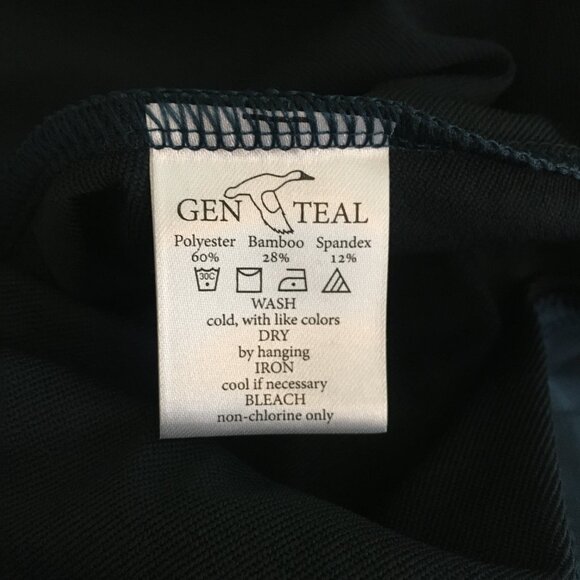 GEN TEAL
Polyester Bamboo Spandex
60% 28% 12%
30C
WASH
cold, with like colors
DRY
by hanging
IRON
cool if necessary
BLEACH
non-chlorine only